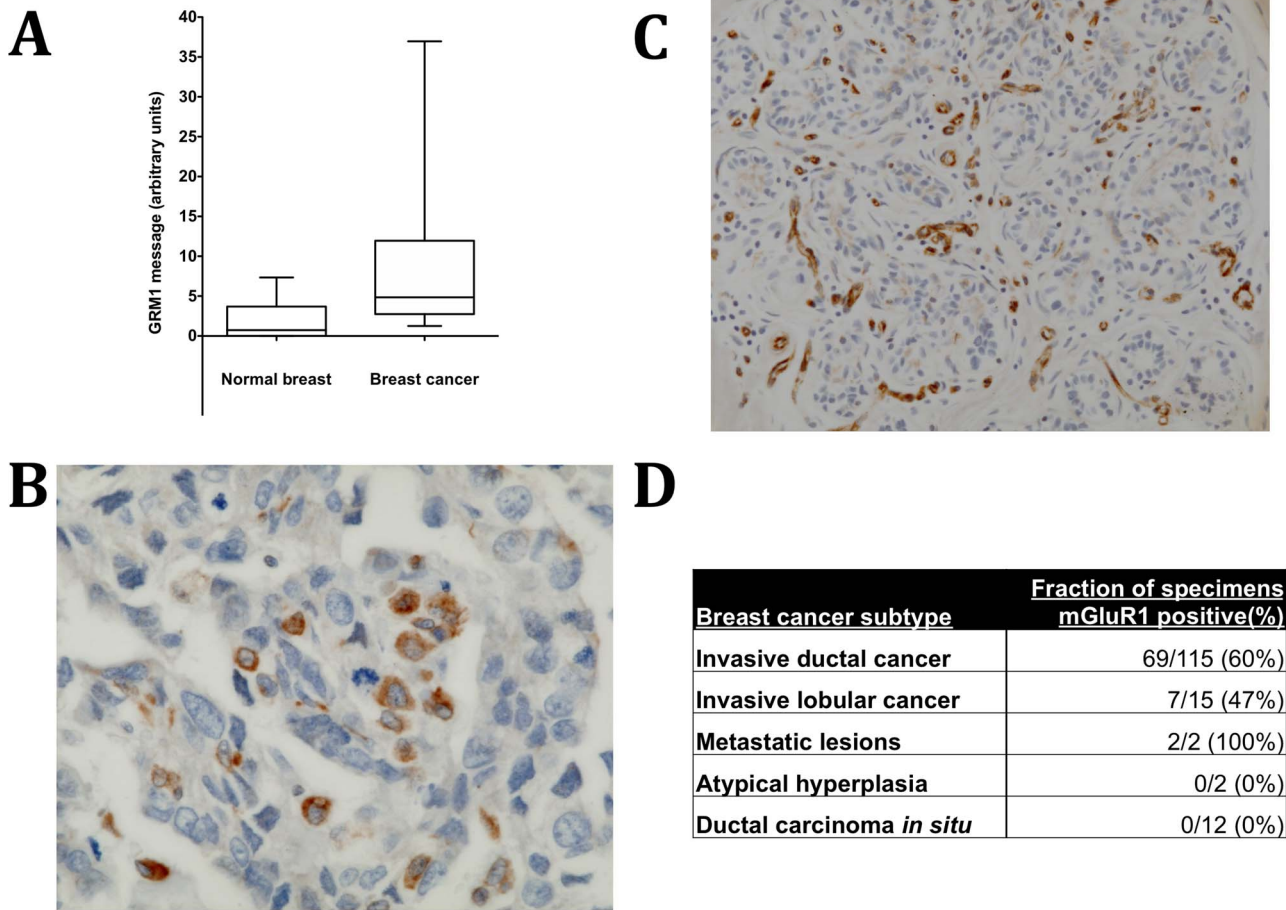 A
40
35
30
25
20
15
10
5
0
GRM1 message (arbitrary units)
Normal breast
Breast cancer
C
B
D
Breast cancer subtype
Fraction of specimens
mGluR1 positive(%)
Invasive ductal cancer 69/115 (60%)
Invasive lobular cancer 7/15 (47%)
Metastatic lesions 2/2 (100%)
Atypical hyperplasia 0/2 (0%)
Ductal carcinoma in situ 0/12 (0%)